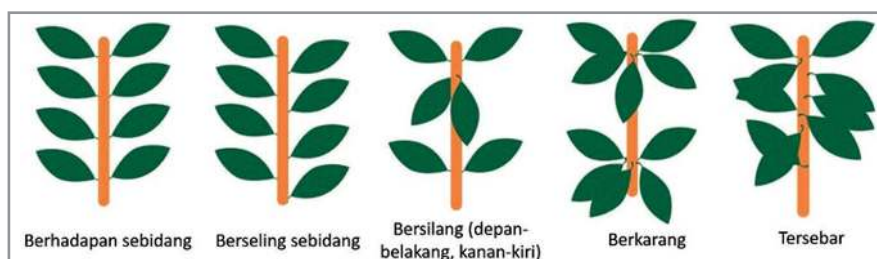 Berhadapan sebidang
Berseling sebidang
Bersilang (depan-
belakang, kanan-kiri)
Berkarang
Tersebar